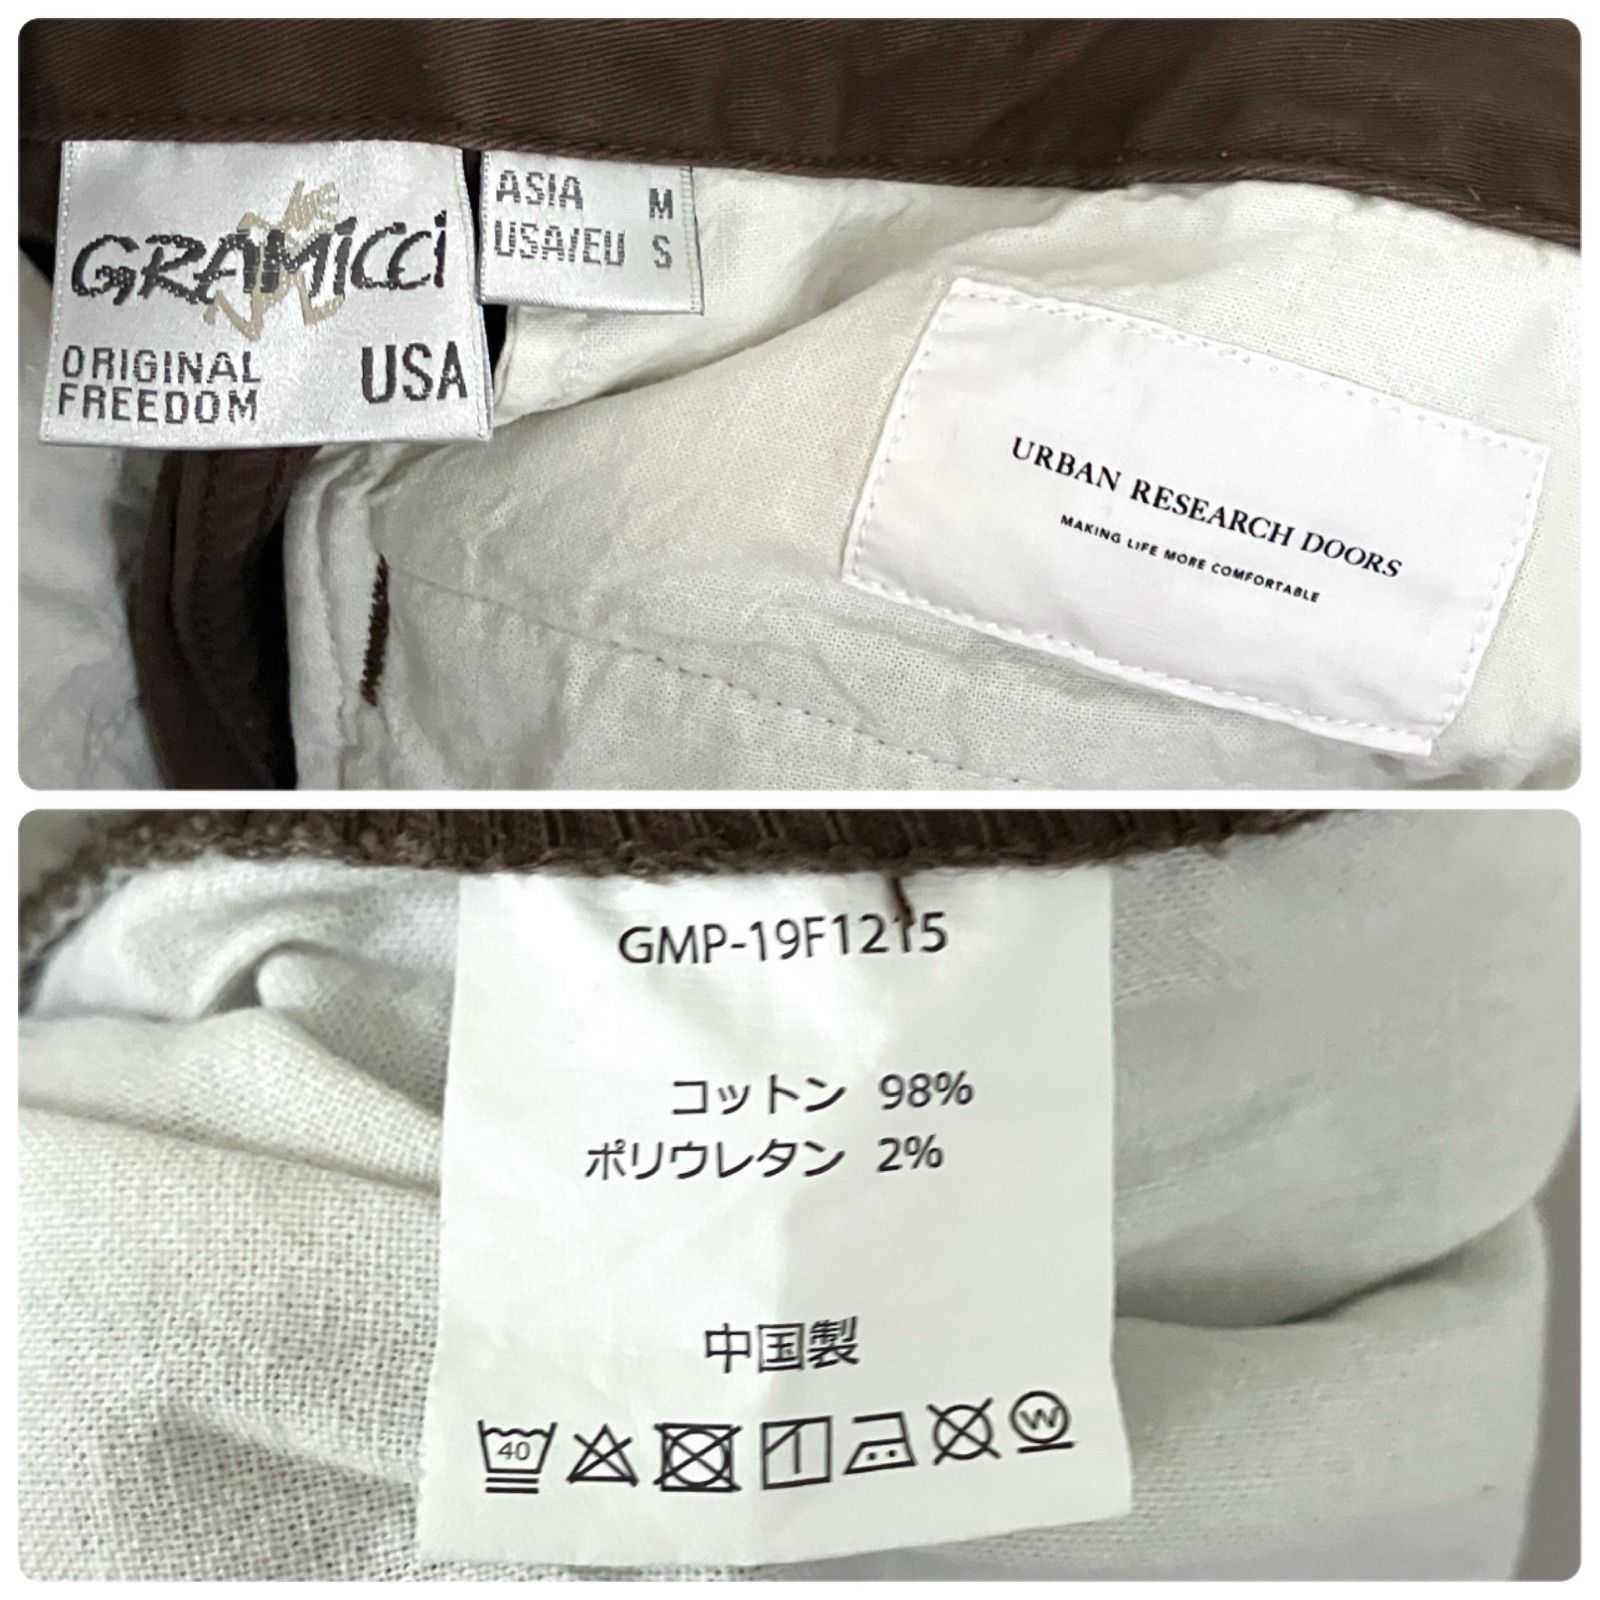 GRAMiCCi
ORIGINAL
FREEDOM
USA
ASIA M
USA/EU S
URBAN RESEARCH DOORS
MAKING LIFE MORE COMFORTABLE
GMP-19F1215
コットン 98%
ポリウレタン 2%
中国製
40
W